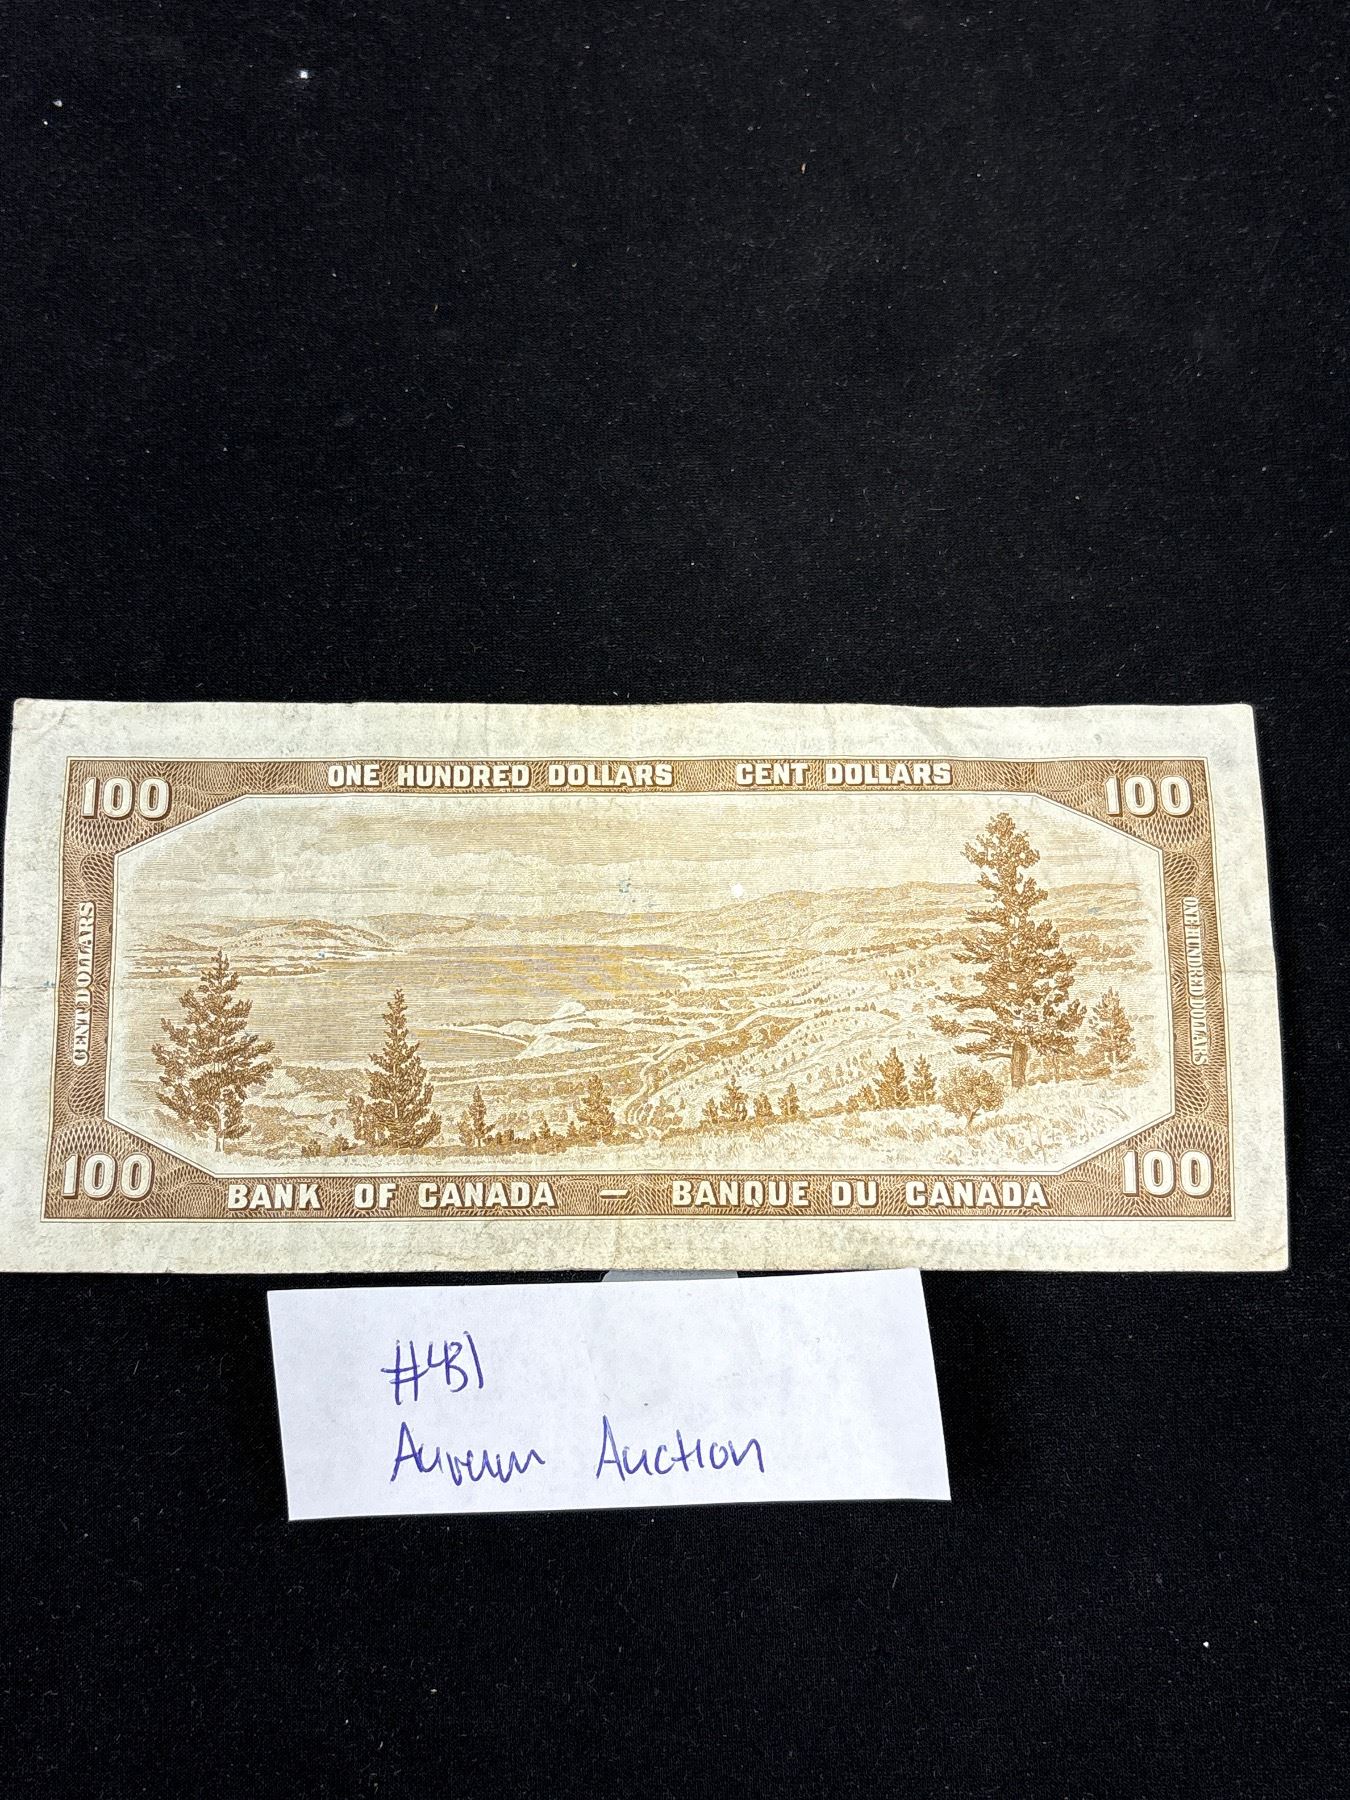 ONE HUNDRED DOLLARS CENT DOLLARS
100 100
CENT DOLLARS
ONE HUNDRED DOLLARS
100 100
BANK OF CANADA — BANQUE DU CANADA
#431
Auction